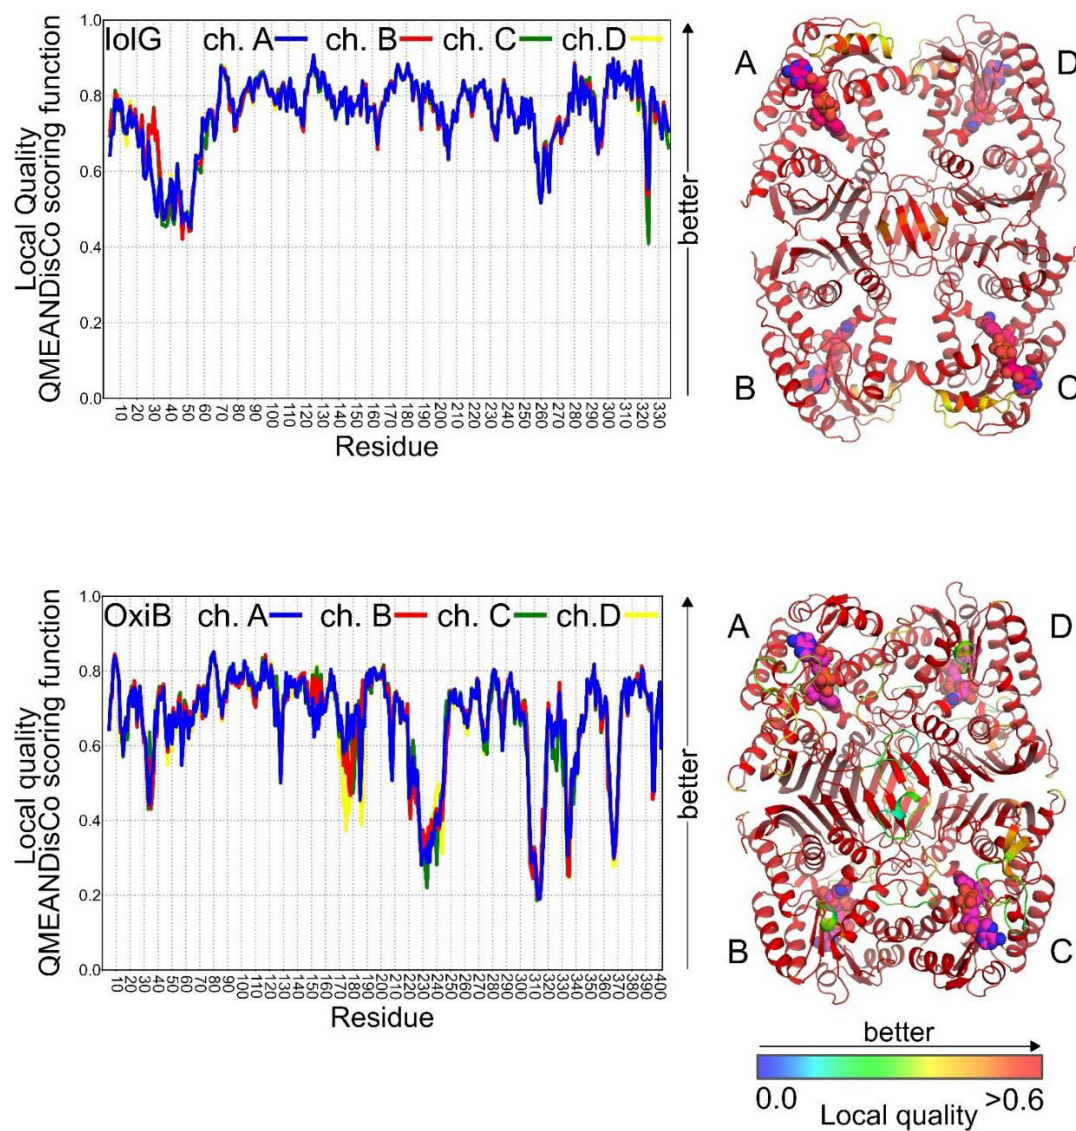 IolG ch. A ch. B ch. C ch.D
Local Quality
QMEANDisCo scoring function
1.0
0.8
0.6
0.4
0.2
0.0
10 20 30 40 50 60 70 80 90 100 110 120 130 140 150 160 170 180 190 200 210 220 230 240 250 260 270 280 290 300 310 320 330
Residue
better
A
D
B
C
OxiB ch. A ch. B ch. C ch.D
Local quality
QMEANDisCo scoring function
1.0
0.8
0.6
0.4
0.2
0.0
10 20 30 40 50 60 70 80 90 100 110 120 130 140 150 160 170 180 190 200 210 220 230 240 250 260 270 280 290 300 310 320 330 340 350 360 370 380 390 400
Residue
better
A
D
B
C
better
0.0 >0.6
Local quality